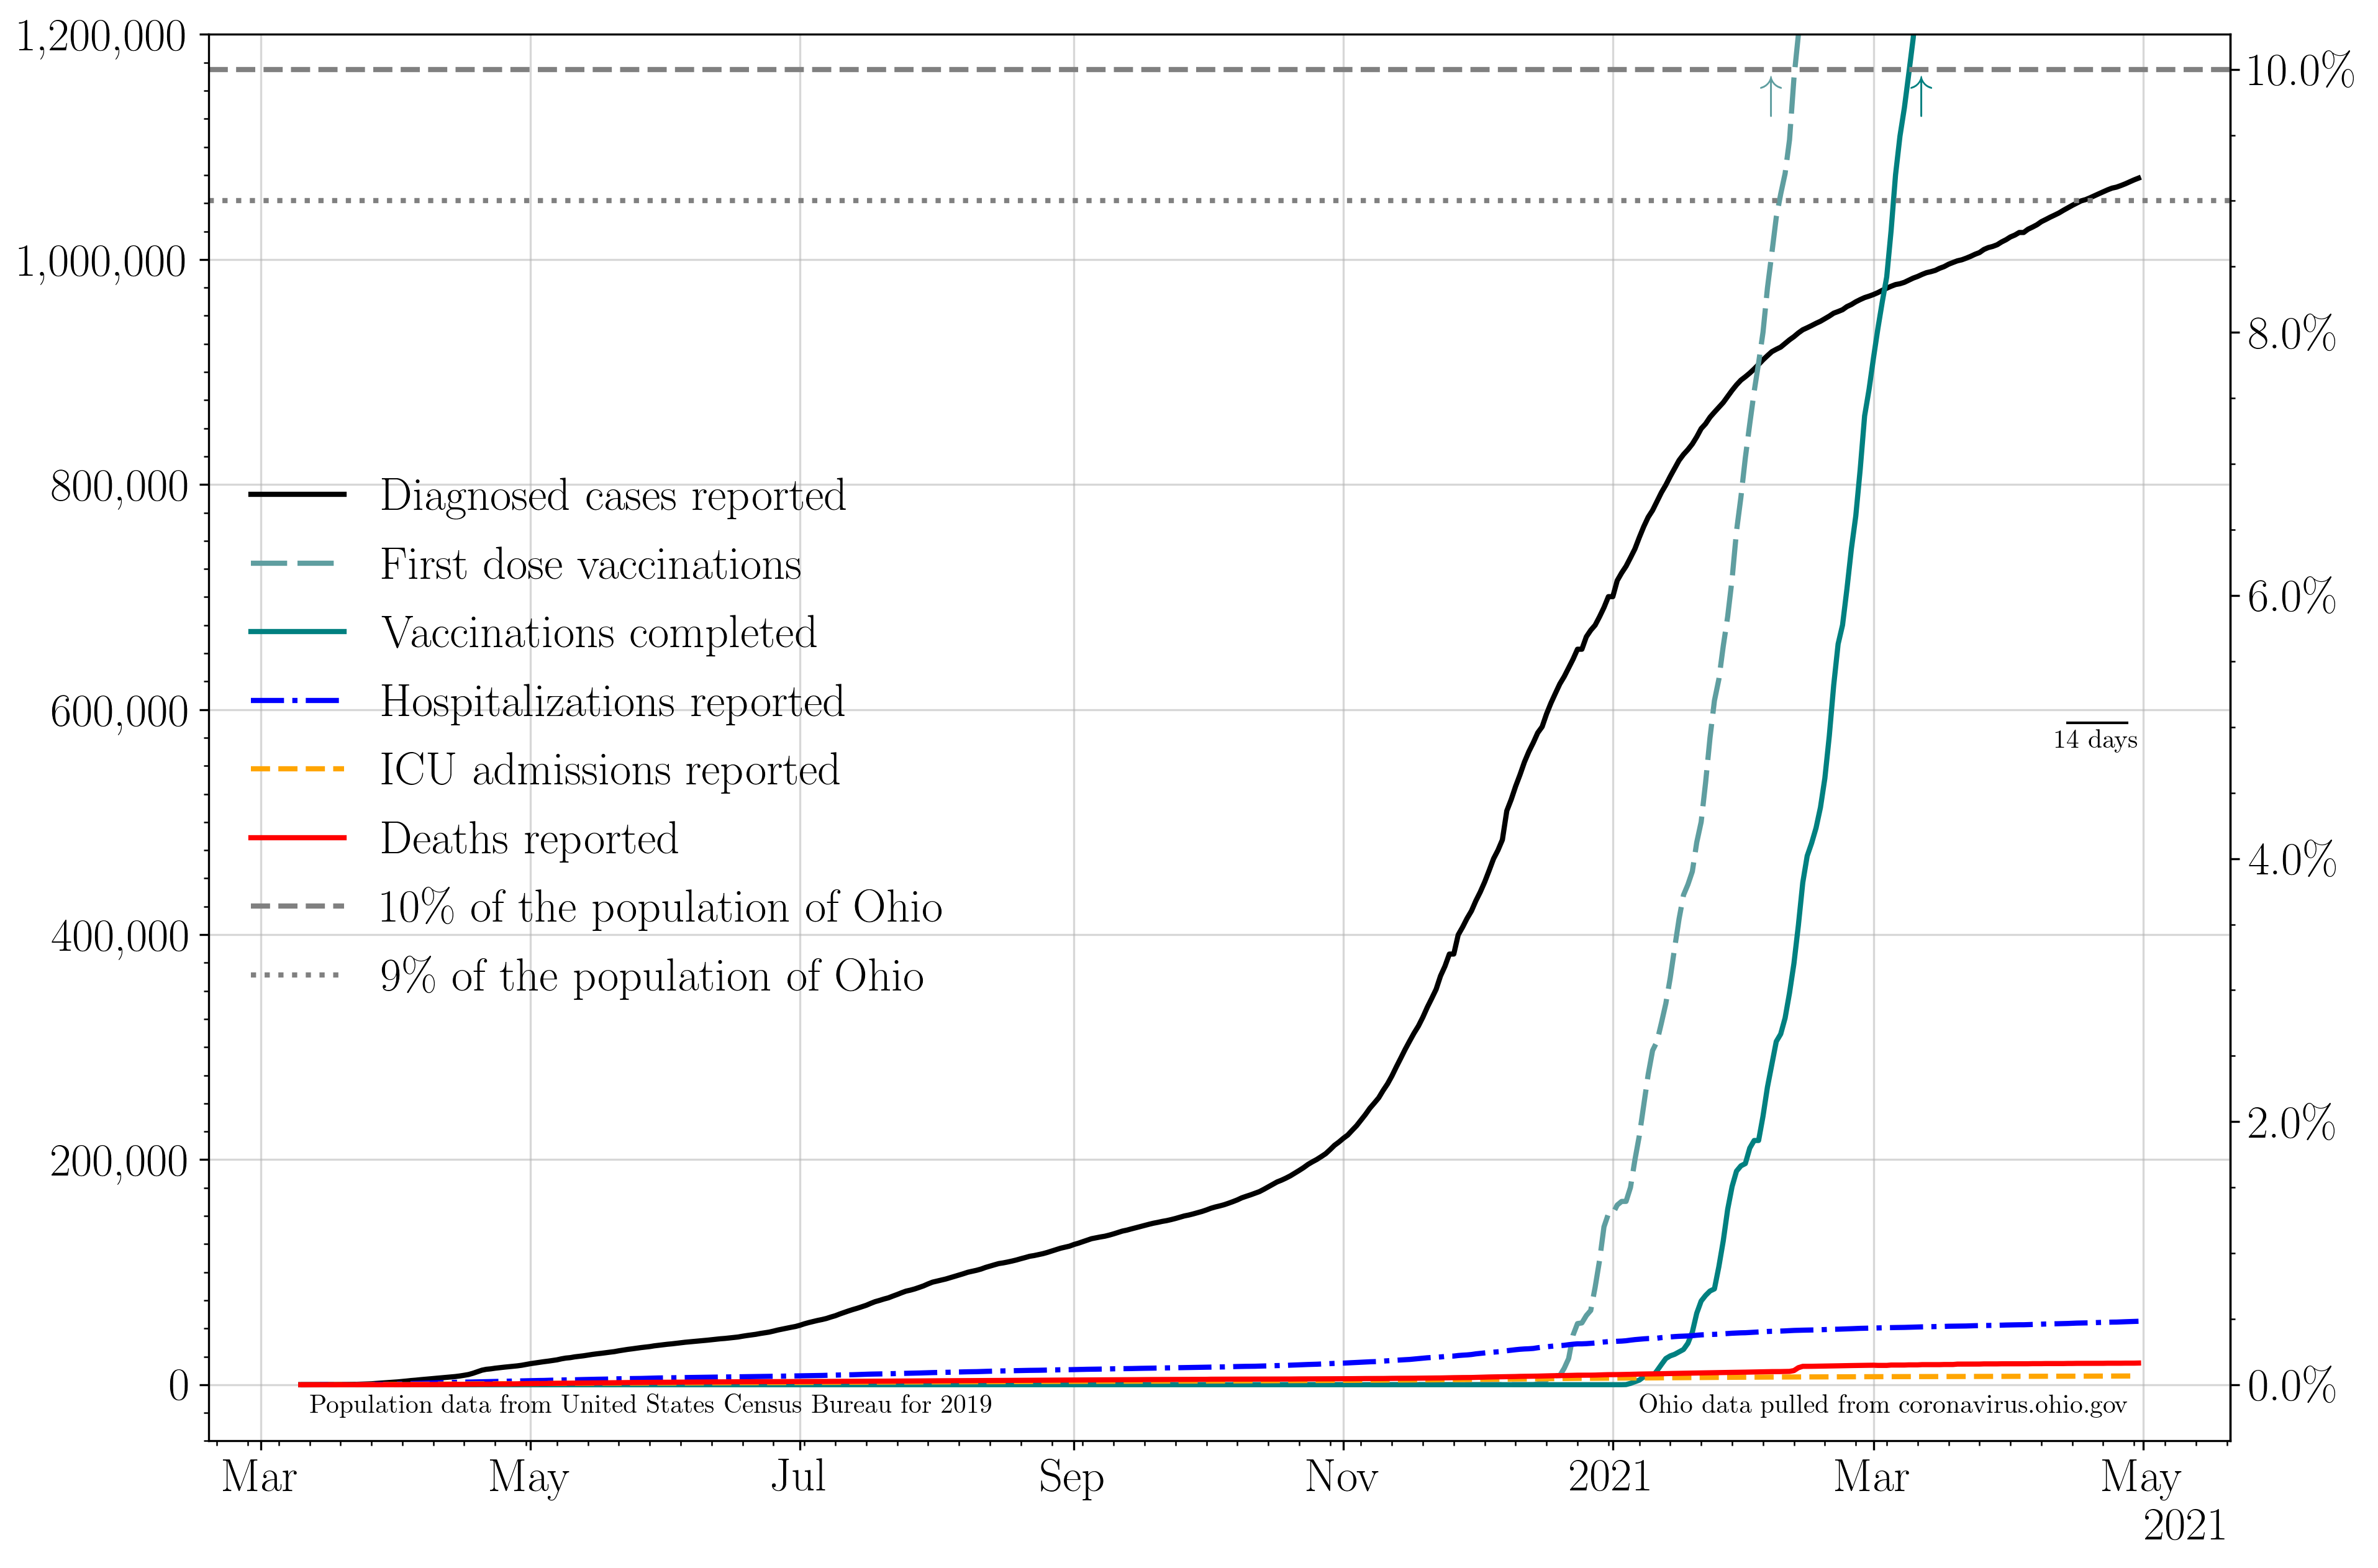 1,200,000
1,000,000
800,000
600,000
400,000
200,000
0
10.0%
8.0%
6.0%
4.0%
2.0%
0.0%
Diagnosed cases reported
First dose vaccinations
Vaccinations completed
Hospitalizations reported
ICU admissions reported
Deaths reported
10% of the population of Ohio
9% of the population of Ohio
14 days
Population data from United States Census Bureau for 2019
Ohio data pulled from coronavirus.ohio.gov
Mar May Jul Sep Nov 2021 Mar May
2021